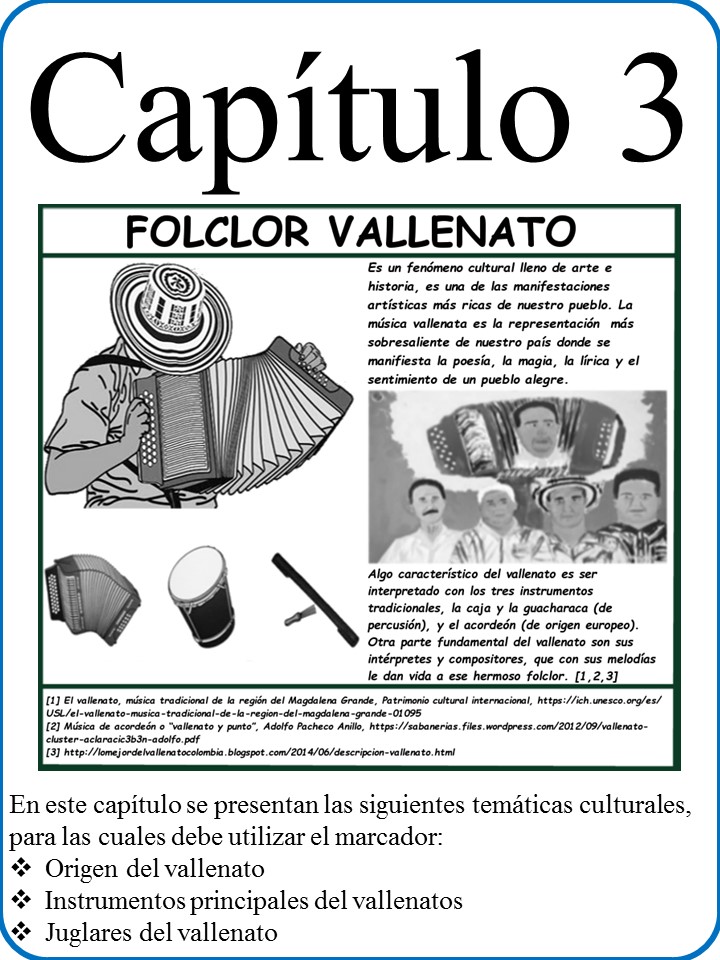 Capítulo 3
FOLCLOR VALLENATO
Es un fenómeno cultural lleno de arte e
historia, es una de las manifestaciones
artísticas más ricas de nuestro pueblo. La
música vallenata es la representación más
sobresaliente de nuestro país donde se
manifiesta la poesía, la magia, la lírica y el
sentimiento de un pueblo alegre.
Algo característico del vallenato es ser
interpretado con los tres instrumentos
tradicionales, la caja y la guacharaca (de
percusión), y el acordeón (de origen europeo).
Otra parte fundamental del vallenato son sus
intérpretes y compositores, que con sus melodías
le dan vida a ese hermoso folclor. [1,2,3]
[1] El vallenato, música tradicional de la región del Magdalena Grande, Patrimonio cultural internacional, https://ich.unesco.org/es/
USL/el-vallenato-musica-tradicional-de-la-region-del-magdalena-grande-01095
[2] Música de acordeón o "vallenato y punto", Adolfo Pacheco Anillo, https://sabanerias.files.wordpress.com/2012/09/vallenato-
cluster-aclaracic3b3n-adolfo.pdf
[3] http://lomejordelvallenatocolombia.blogspot.com/2014/06/descripcion-vallenato.html
En este capítulo se presentan las siguientes temáticas culturales,
para las cuales debe utilizar el marcador:
❖ Origen del vallenato
❖ Instrumentos principales del vallenatos
❖ Juglares del vallenato